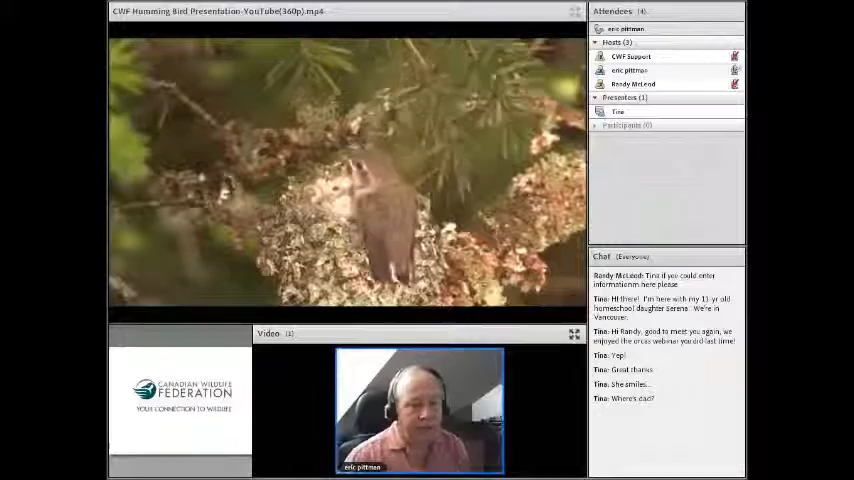 CWF Humming Bird Presentation-YouTube(360p).mp4
Attendees (4)
eric pittman
Hosts (3)
CWF Support
eric pittman
Randy McLeod
Presenters (1)
Tina
Participants (0)
Chat (Everyone)
Randy McLeod: Tina if you could enter
informationm here please
Tina: HI there! I'm here with my 11-yr old
homeschool daughter Serena. We're in
Vancouver.
Tina: Hi Randy, good to meet you again, we
enjoyed the orcas webinar you did last time!
Tina: Yep!
Tina: Great thanks
Tina: She smiles...
Tina: Where's dad?
Video (1)
CANADIAN WILDLIFE
FEDERATION
YOUR CONNECTION TO WILDLIFE
eric pittman